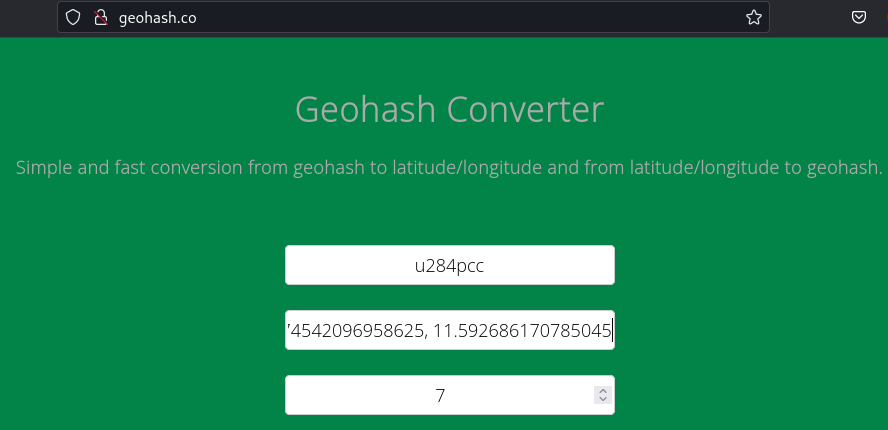 geohash.co
Geohash Converter
Simple and fast conversion from geohash to latitude/longitude and from latitude/longitude to geohash.
u284pcc
74542096958625, 11.592686170785045
7